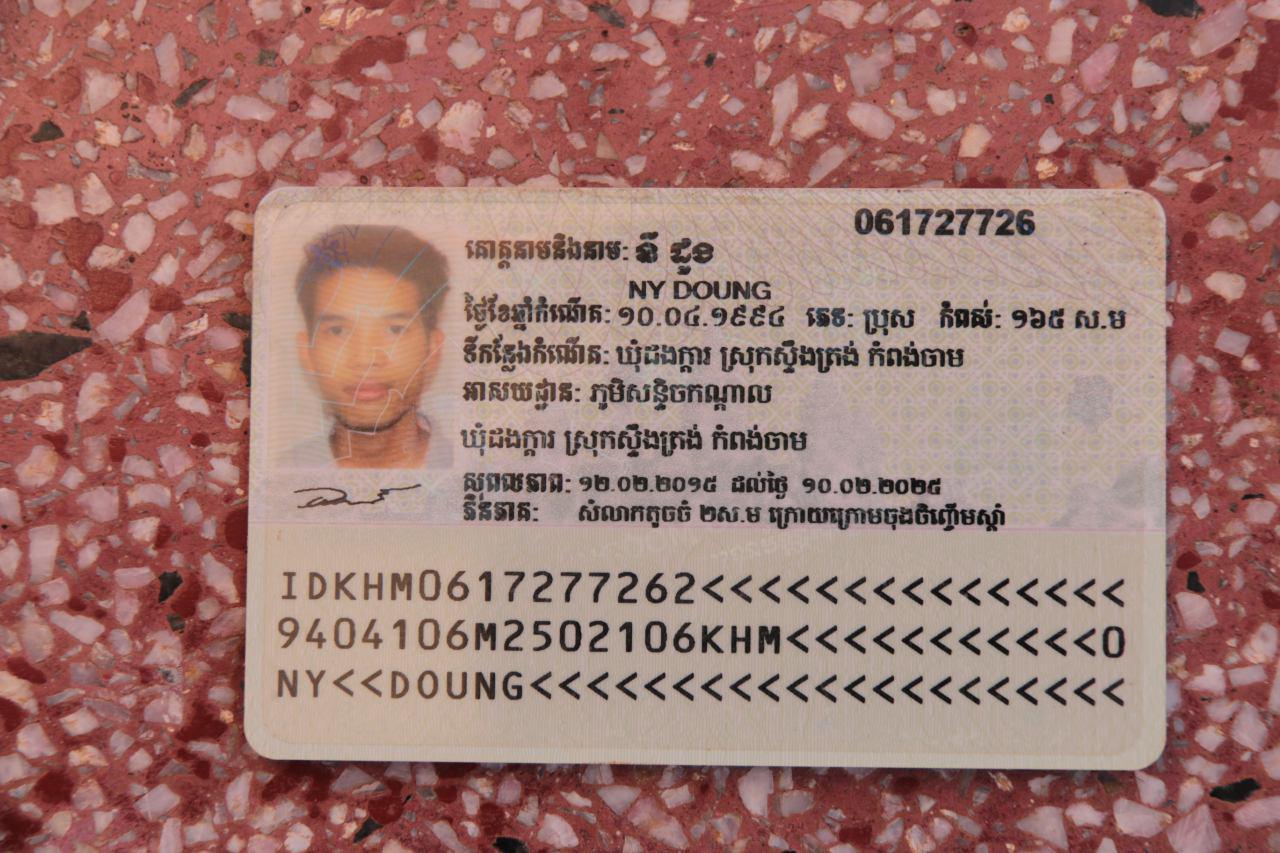 061727726
គោត្តនាមនិងនាម: នី ដួង
NY DOUNG
ថ្ងៃខែឆ្នាំកំណើត: ១០.០៤.១៩៩៤ ភេទ: ប្រុស កំពស់: ១៦៥ ស.ម
ទីកន្លែងកំណើត: ឃុំដងក្ដារ ស្រុកស្ទឹងត្រង់ កំពង់ចាម
អាសយដ្ឋាន: ភូមិសន្ទិចកណ្ដាល
ឃុំដងក្ដារ ស្រុកស្ទឹងត្រង់ កំពង់ចាម
សុពលភាព: ១២.០២.២០១៥ ដល់ថ្ងៃ ១០.០២.២០២៥
ភិនភាគ: សំលាកតូចចំ ២ស.ម ក្រោយក្រោមចុងចិញ្ចើមស្ដាំ
IDKHM0617277262<<<<<<<<<<<<<<<
9404106M2502106KHM<<<<<<<<<<<0
NY<<DOUNG<<<<<<<<<<<<<<<<<<<<<